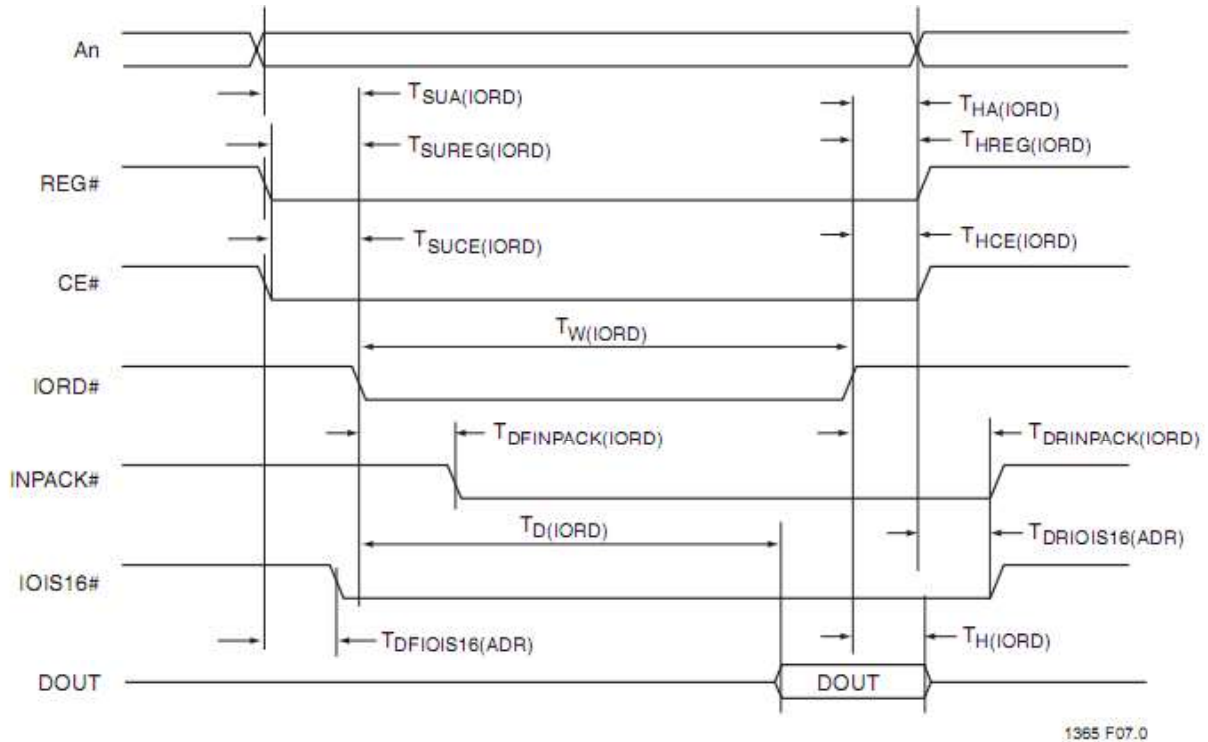 An
TSUA(IORD)
THA(IORD)
TSUREG(IORD)
THREG(IORD)
REG#
TSUCE(IORD)
THCE(IORD)
CE#
TW(IORD)
IORD#
TDFINPACK(IORD)
TDRINPACK(IORD)
INPACK#
TD(IORD)
TDRIOIS16(ADR)
IOIS16#
TDFIOIS16(ADR)
TH(IORD)
DOUT
DOUT
1365 F07.0